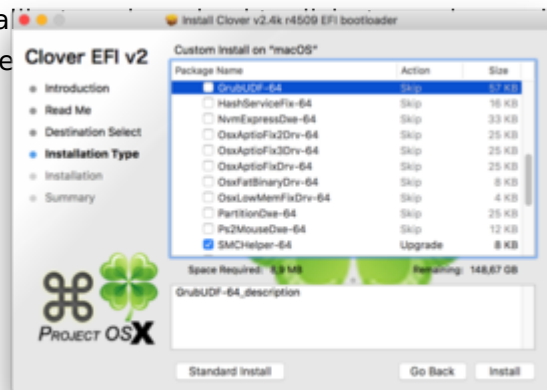 Install Clover v2.4k r4509 EFI bootloader
Clover EFI v2
Custom Install on "macOS"
Package Name Action Size
GrubUDF-64 Skip 57 KB
HashServiceFix-64 Skip 16 KB
NvmExpressDxe-64 Skip 33 KB
OsxAptioFix2Drv-64 Skip 25 KB
OsxAptioFix3Drv-64 Skip 25 KB
OsxAptioFixDrv-64 Skip 25 KB
OsxFatBinaryDrv-64 Skip 8 KB
OsxLowMemFixDrv-64 Skip 4 KB
PartitionDxe-64 Skip 25 KB
Ps2MouseDxe-64 Skip 12 KB
SMCHelper-64 Upgrade 8 KB
Introduction
Read Me
Destination Select
Installation Type
Installation
Summary
Space Required: 8,9 MB Remaining: 148,67 GB
GrubUDF-64_description
PROJECT OSX
Standard Install Go Back Install